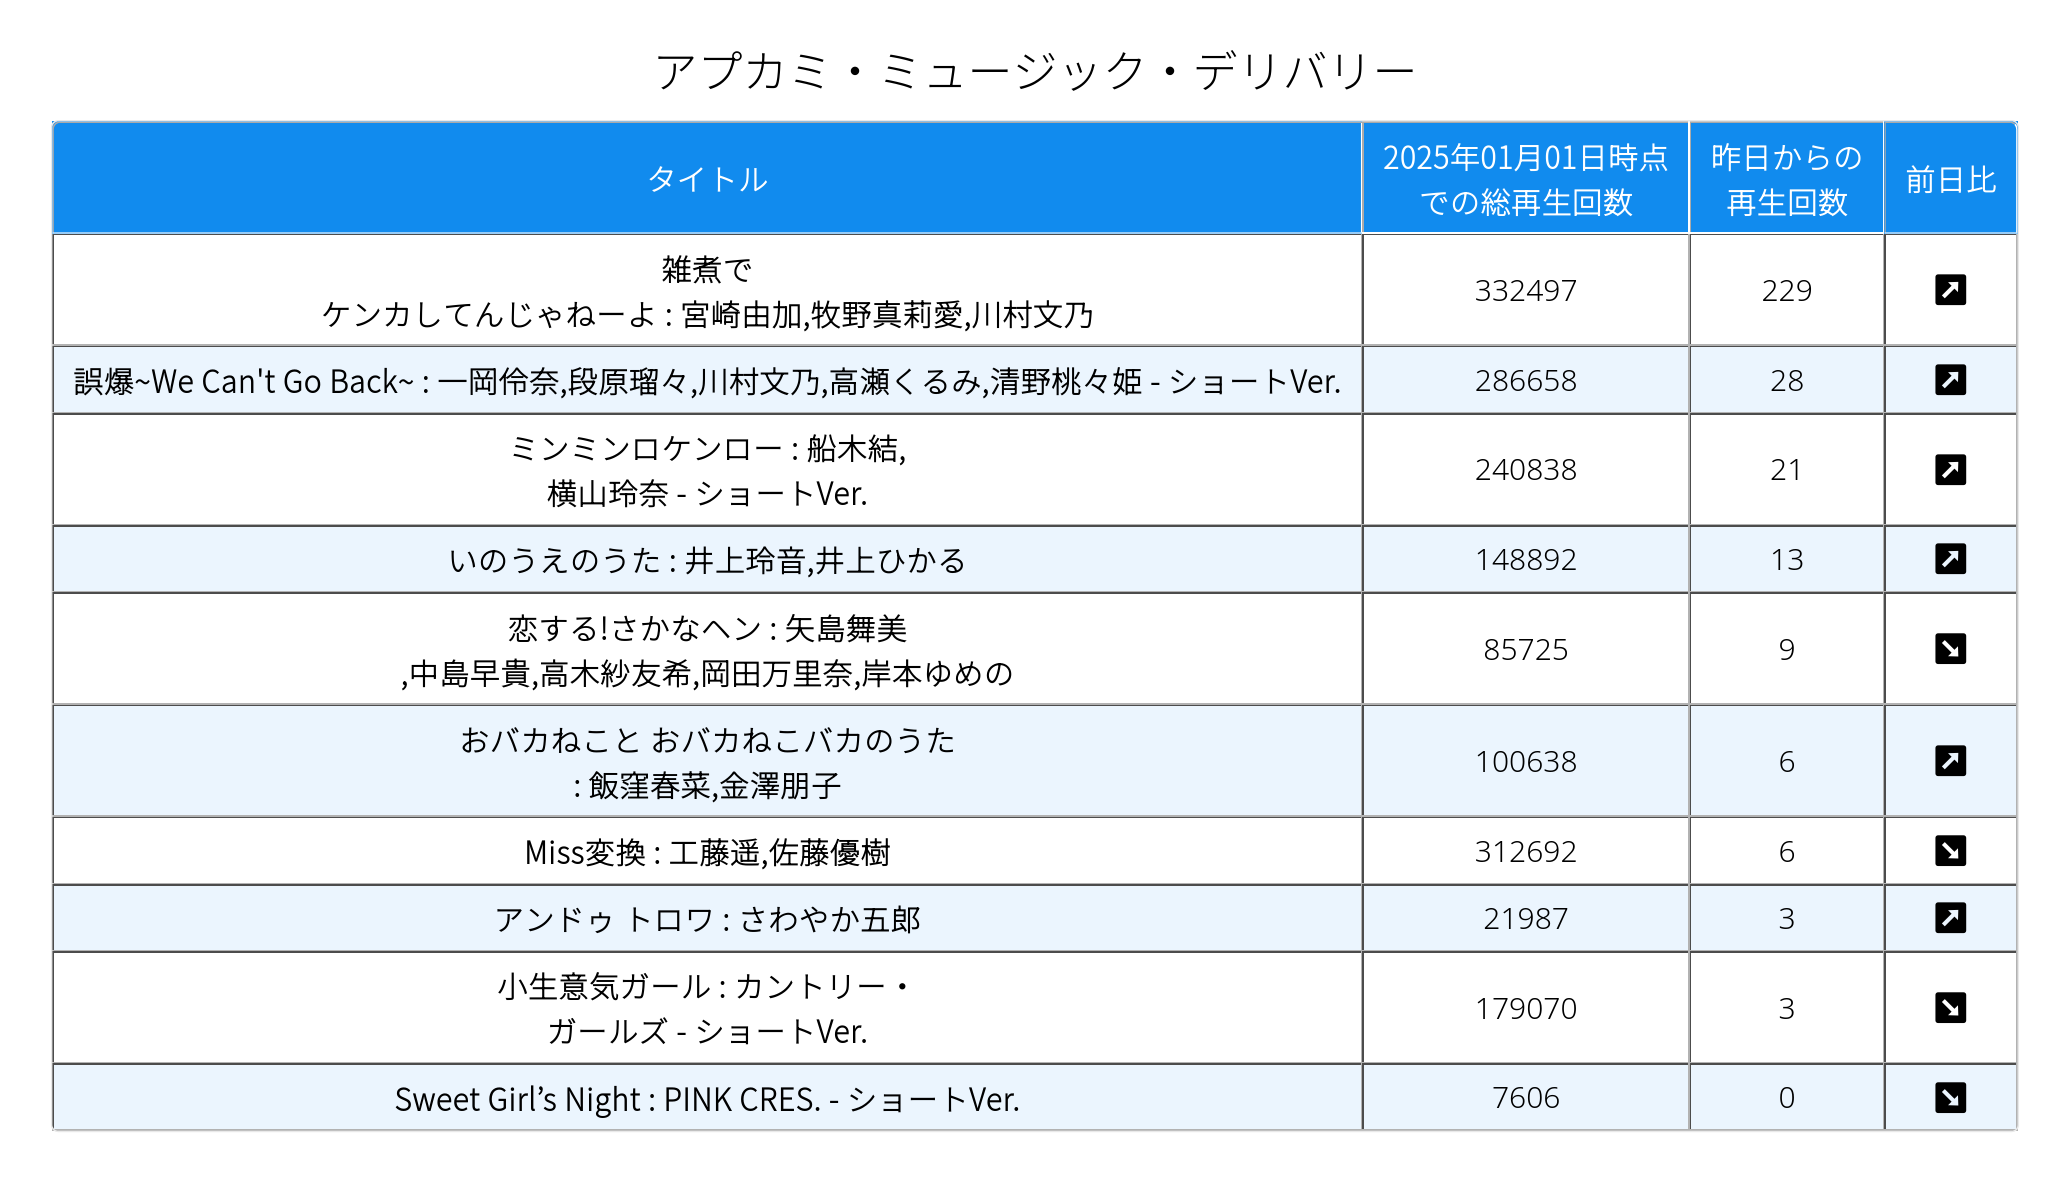 アプカミ・ミュージック・デリバリー
タイトル
2025年01月01日時点
での総再生回数
昨日からの
再生回数
前日比
雑煮で
ケンカしてんじゃねーよ : 宮崎由加,牧野真莉愛,川村文乃
332497
229
誤爆~We Can't Go Back~ : 一岡伶奈,段原瑠々,川村文乃,高瀬くるみ,清野桃々姫 - ショートVer.
286658
28
ミンミンロケンロー : 船木結,
横山玲奈 - ショートVer.
240838
21
いのうえのうた : 井上玲音,井上ひかる
148892
13
恋する!さかなヘン : 矢島舞美
,中島早貴,高木紗友希,岡田万里奈,岸本ゆめの
85725
9
おバカねこと おバカねこバカのうた
: 飯窪春菜,金澤朋子
100638
6
Miss変換 : 工藤遥,佐藤優樹
312692
6
アンドゥ トロワ : さわやか五郎
21987
3
小生意気ガール : カントリー・
ガールズ - ショートVer.
179070
3
Sweet Girl’s Night : PINK CRES. - ショートVer.
7606
0